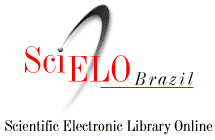 SciELO
Brazil
Scientific Electronic Library Online